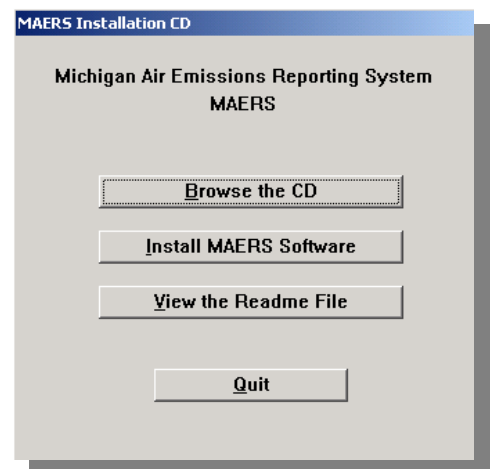 MAERS Installation CD
Michigan Air Emissions Reporting System
MAERS
Browse the CD
Install MAERS Software
View the Readme File
Quit